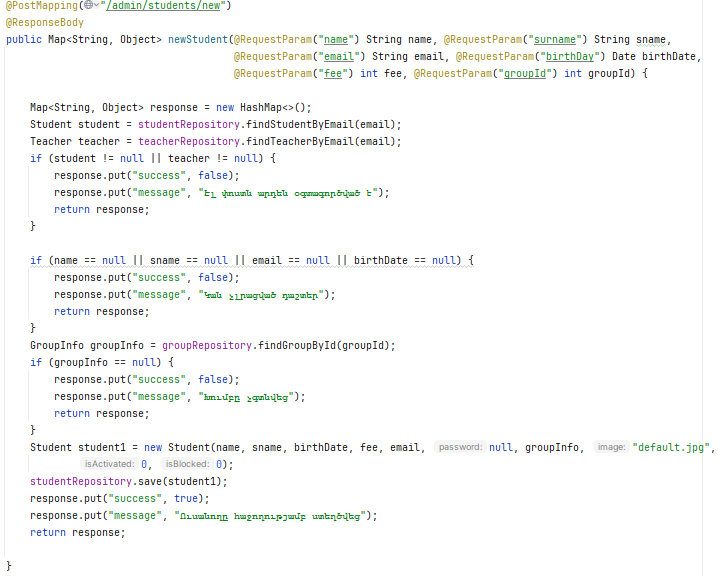 @PostMapping("/admin/students/new")
@ResponseBody
public Map<String, Object> newStudent(@RequestParam("name") String name, @RequestParam("surname") String sname,
@RequestParam("email") String email, @RequestParam("birthDay") Date birthDate,
@RequestParam("fee") int fee, @RequestParam("groupId") int groupId) {
Map<String, Object> response = new HashMap<>();
Student student = studentRepository.findStudentByEmail(email);
Teacher teacher = teacherRepository.findTeacherByEmail(email);
if (student != null || teacher != null) {
response.put("success", false);
response.put("message", "Էլ փոստն արդեն օգտագործված է");
return response;
}
if (name == null || sname == null || email == null || birthDate == null) {
response.put("success", false);
response.put("message", "Կան չլրացված դաշտեր");
return response;
}
GroupInfo groupInfo = groupRepository.findGroupById(groupId);
if (groupInfo == null) {
response.put("success", false);
response.put("message", "Խումբը չգտնվեց");
return response;
}
Student student1 = new Student(name, sname, birthDate, fee, email, password: null, groupInfo, image: "default.jpg",
isActivated: 0, isBlocked: 0);
studentRepository.save(student1);
response.put("success", true);
response.put("message", "Ուսանողը հաջողությամբ ստեղծվեց");
return response;
}